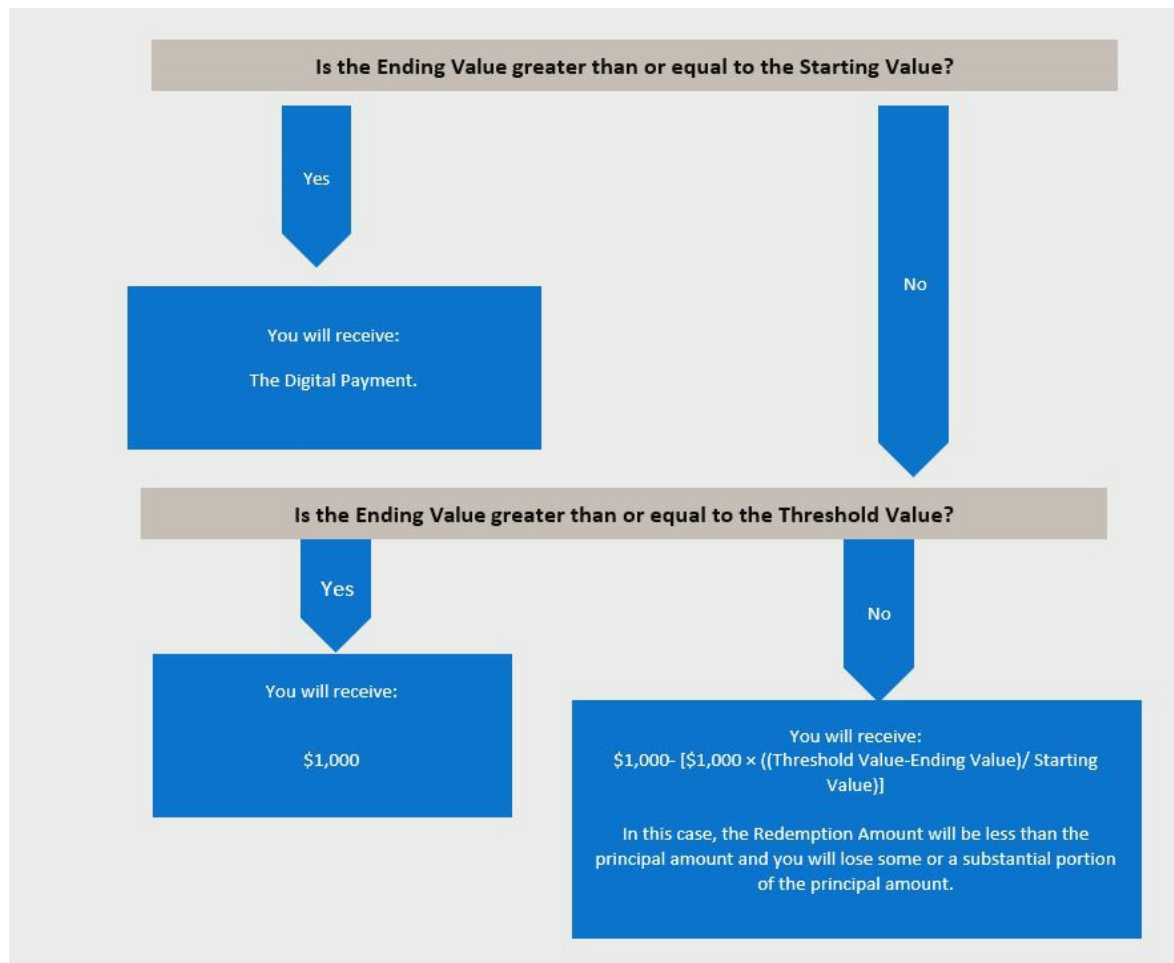 Is the Ending Value greater than or equal to the Starting Value?
Yes
No
You will receive:
The Digital Payment.
Is the Ending Value greater than or equal to the Threshold Value?
Yes
No
You will receive:
$1,000
You will receive:
$1,000- [$1,000 × ((Threshold Value-Ending Value)/ Starting
Value)]
In this case, the Redemption Amount will be less than the
principal amount and you will lose some or a substantial portion
of the principal amount.